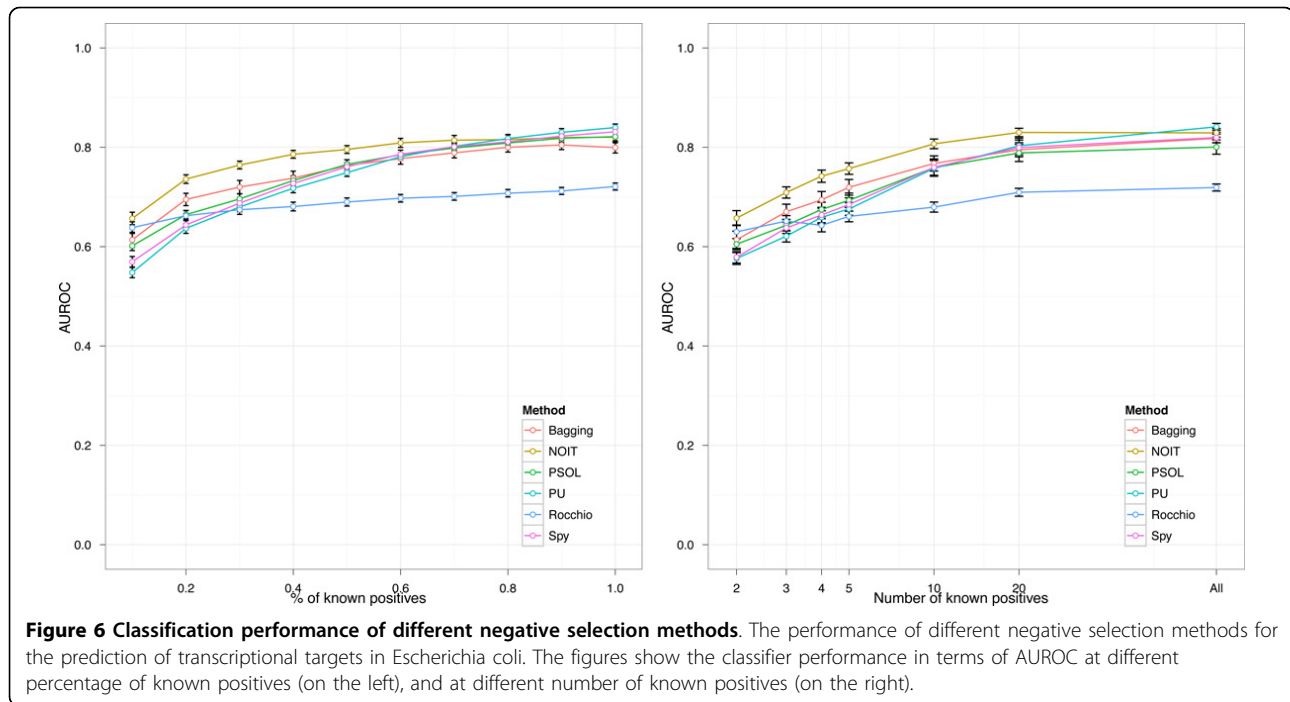 1.0
0.8
0.6
0.4
0.2
0.0
AUROC
0.2
0.4
0.6
0.8
1.0
% of known positives
Method
Bagging
NOIT
PSOL
PU
Rocchio
Spy
1.0
0.8
0.6
0.4
0.2
0.0
AUROC
2
3
4
5
10
20
All
Number of known positives
Method
Bagging
NOIT
PSOL
PU
Rocchio
Spy
Figure 6 Classification performance of different negative selection methods. The performance of different negative selection methods for
the prediction of transcriptional targets in Escherichia coli. The figures show the classifier performance in terms of AUROC at different
percentage of known positives (on the left), and at different number of known positives (on the right).